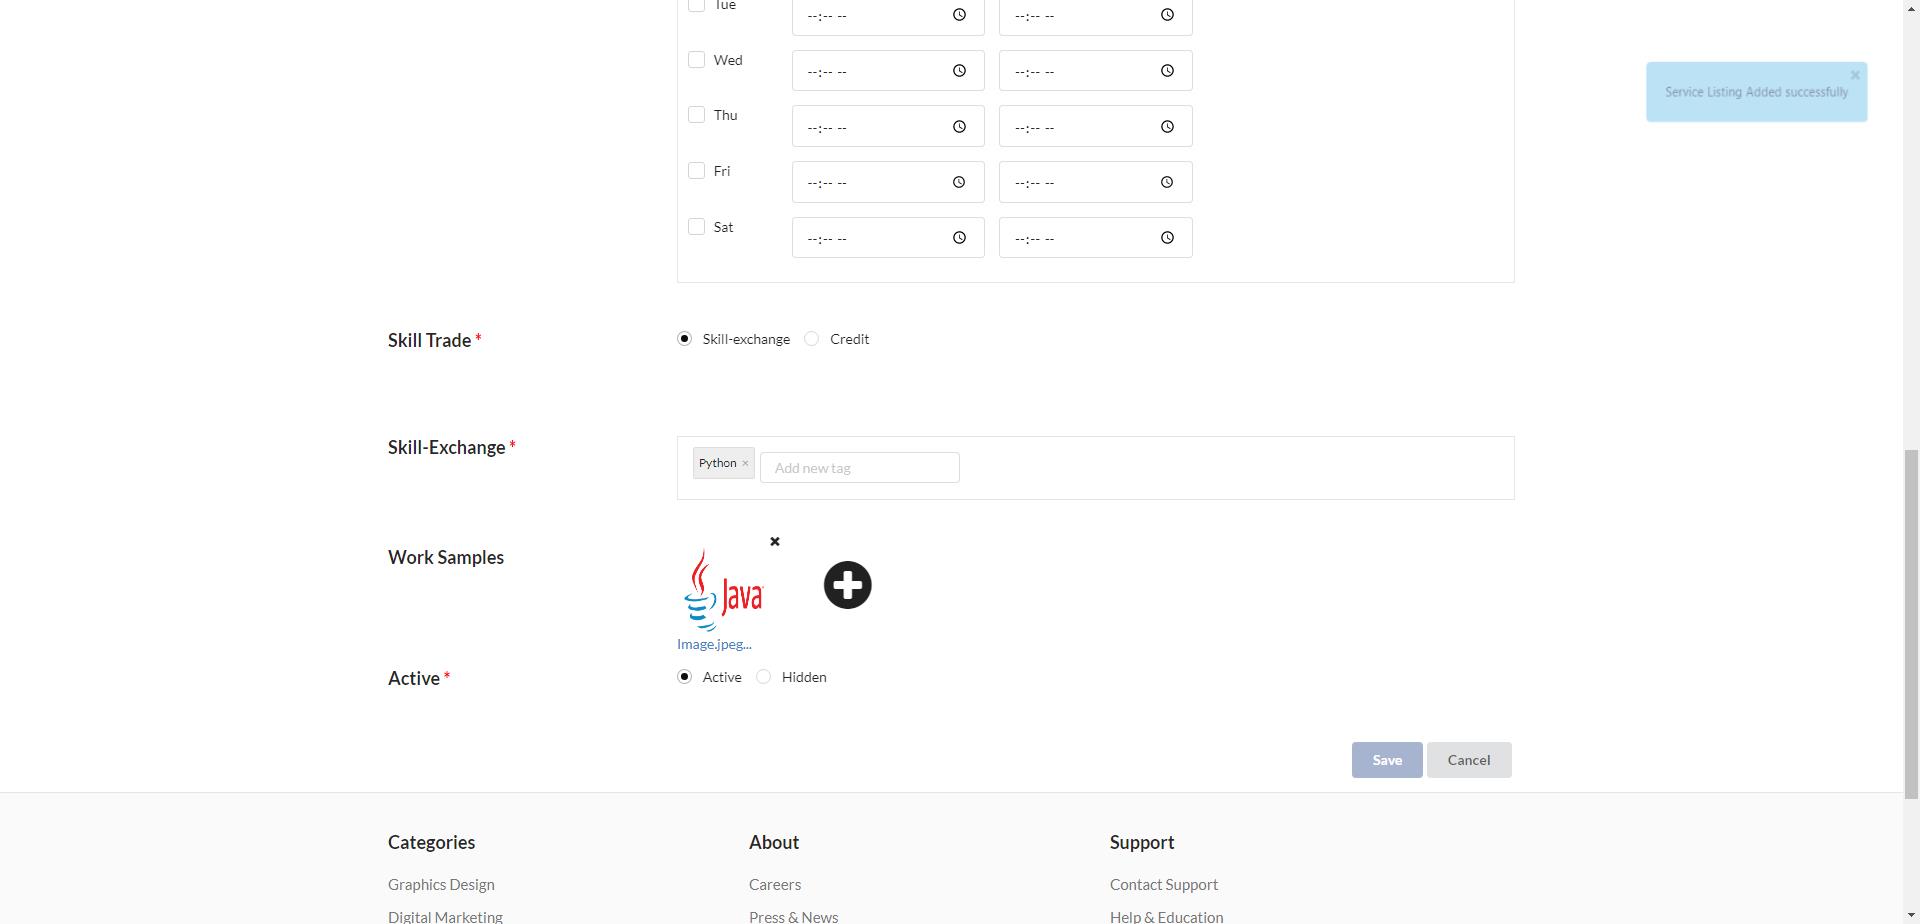 Tue --:-- -- --:-- --
Wed --:-- -- --:-- --
Service Listing Added successfully
Thu --:-- -- --:-- --
Fri --:-- -- --:-- --
Sat --:-- -- --:-- --
Skill Trade * Skill-exchange Credit
Skill-Exchange * Python × Add new tag
Work Samples
Java
Image.jpeg...
Active * Active Hidden
Save Cancel
Categories About Support
Graphics Design Careers Contact Support
Digital Marketing Press & News Help & Education